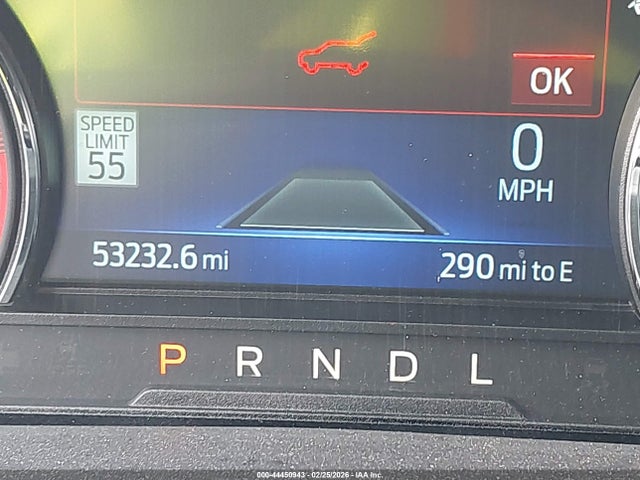 OK
SPEED
LIMIT
55
0
MPH
53232.6 mi
290 mi to E
P R N D L
000-44450943 - 02/25/2026 - IAA Inc.